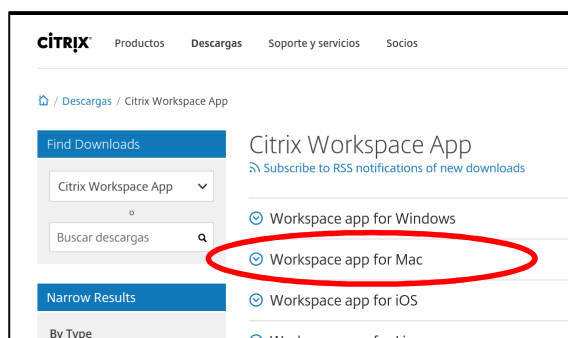 CİTRỊX Productos Descargas Soporte y servicios Socios
/ Descargas / Citrix Workspace App
Find Downloads
Citrix Workspace App
o
Buscar descargas
Narrow Results
By Type
Citrix Workspace App
Subscribe to RSS notifications of new downloads
Workspace app for Windows
Workspace app for Mac
Workspace app for iOS